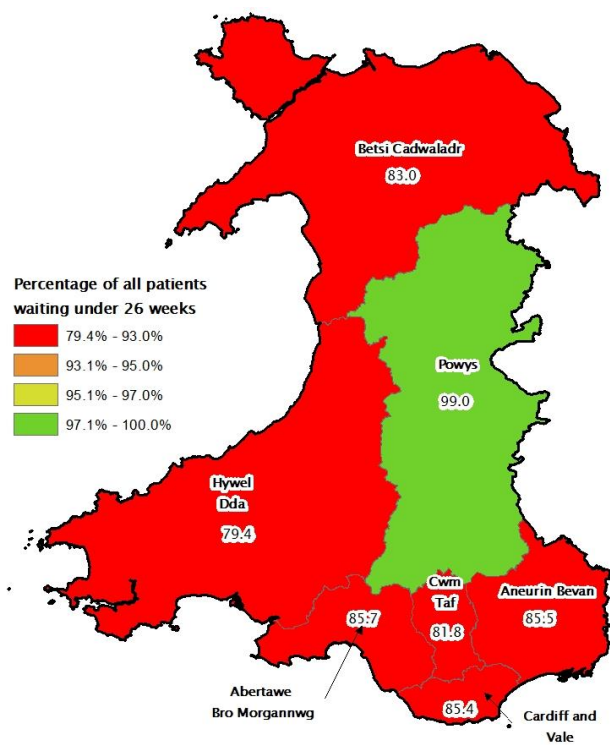 Betsi Cadwaladr
83.0
Percentage of all patients
waiting under 26 weeks
79.4% - 93.0%
93.1% - 95.0%
95.1% - 97.0%
97.1% - 100.0%
Powys
99.0
Hywel
Dda
79.4
Cwm
Taf
81.8
Aneurin Bevan
85.5
85.7
Abertawe
Bro Morgannwg
85.4
Cardiff and
Vale